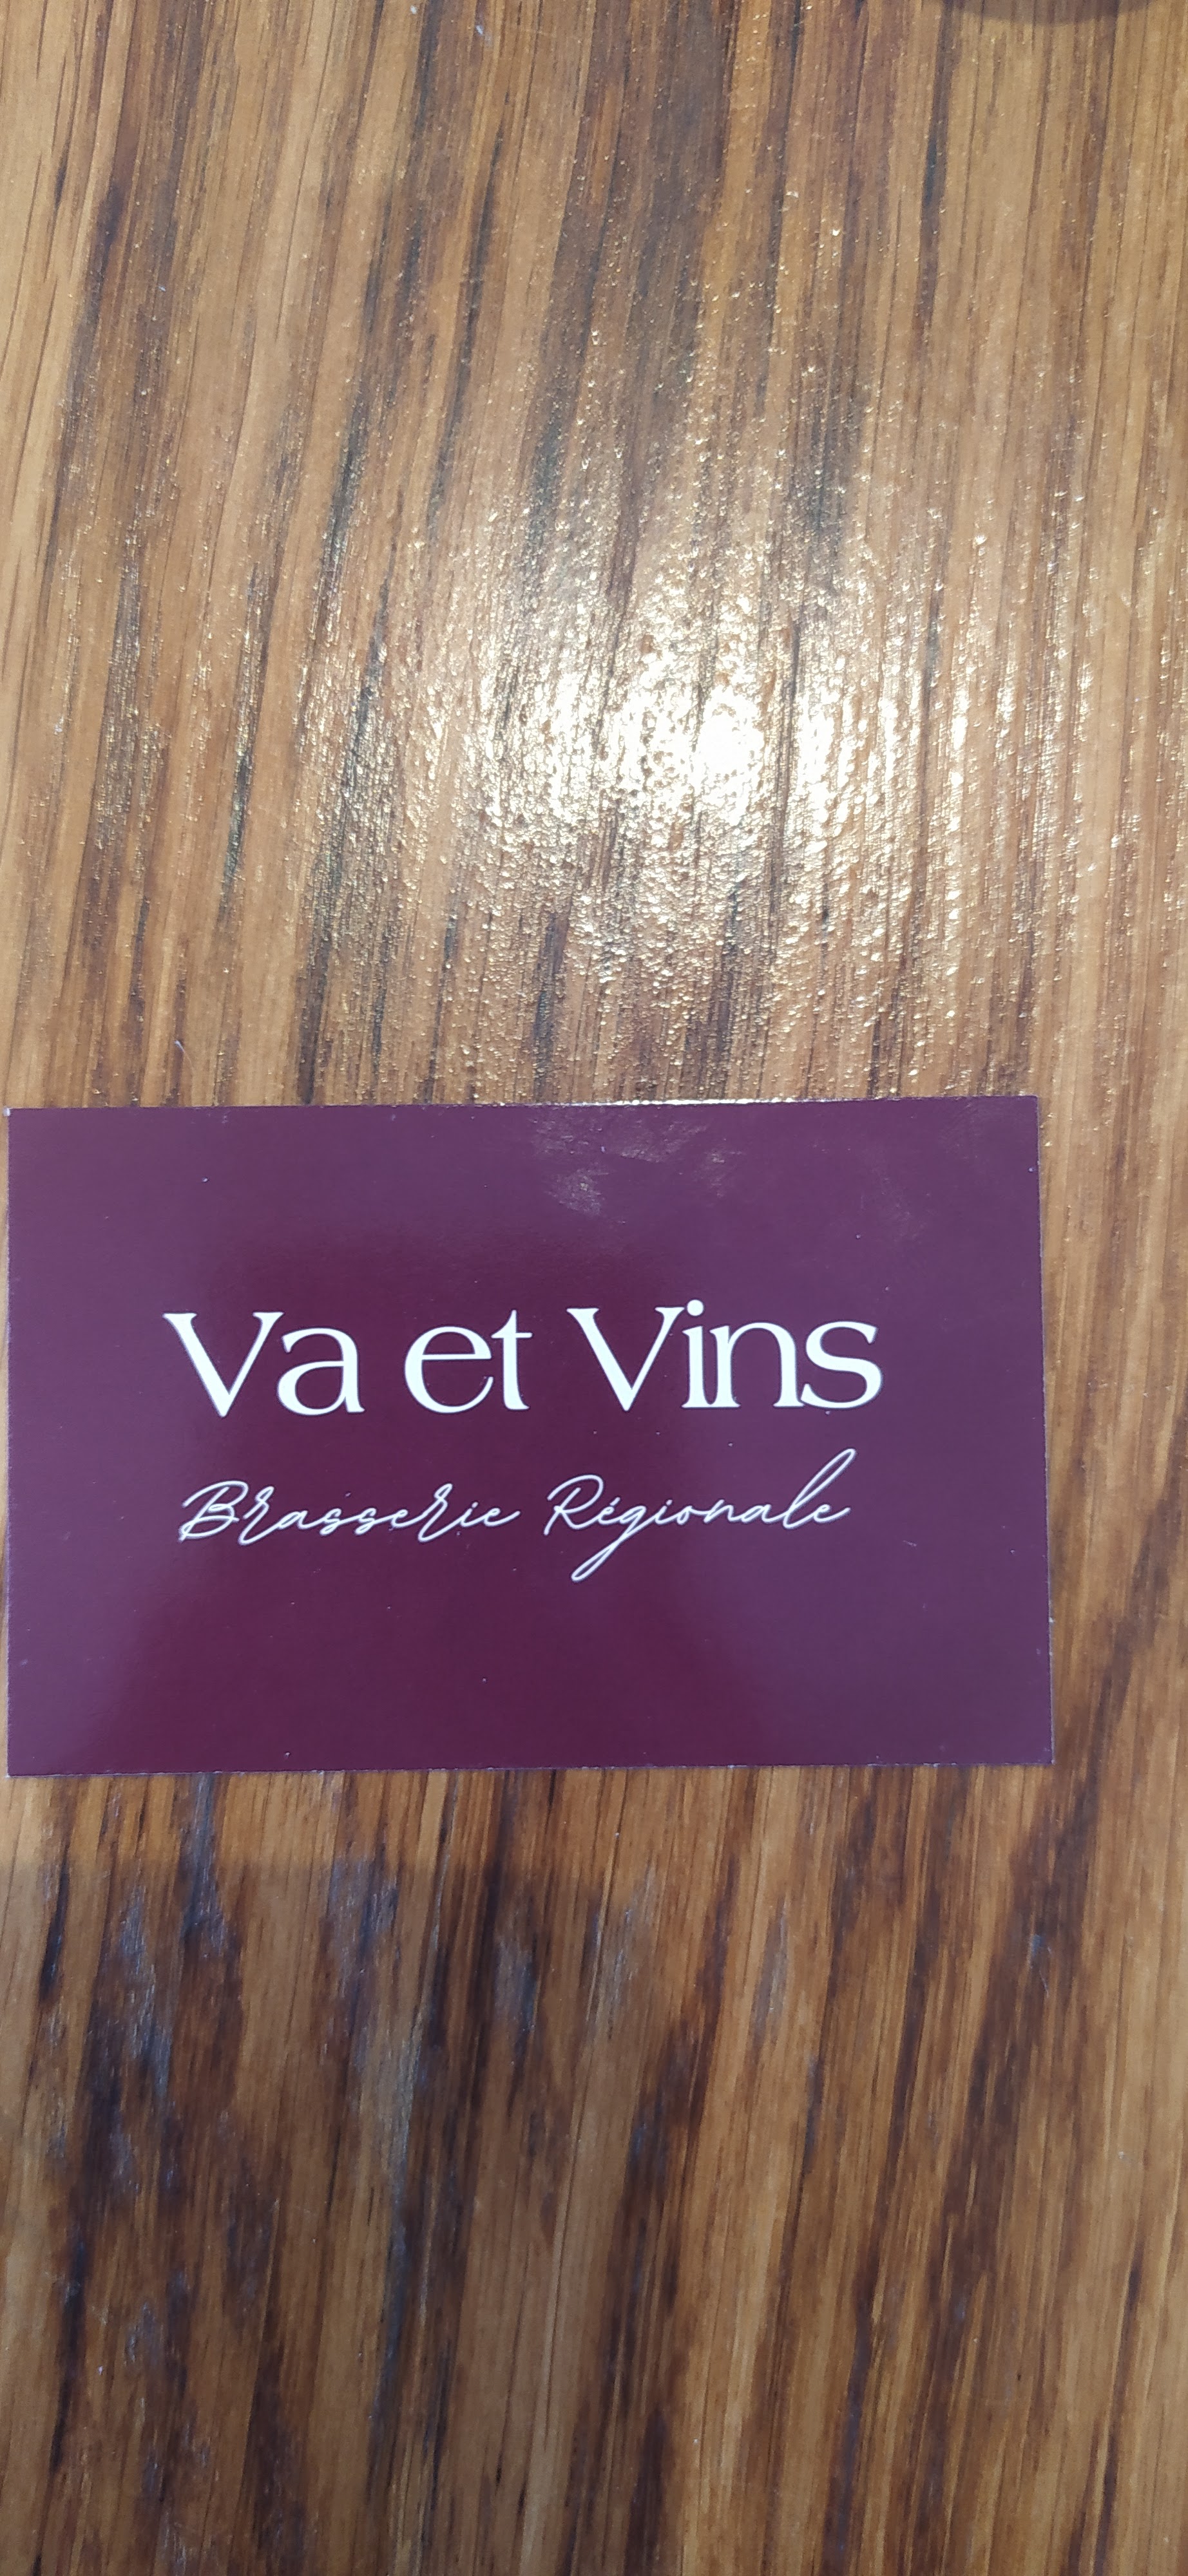 Va et Vins
Brasserie Régionale